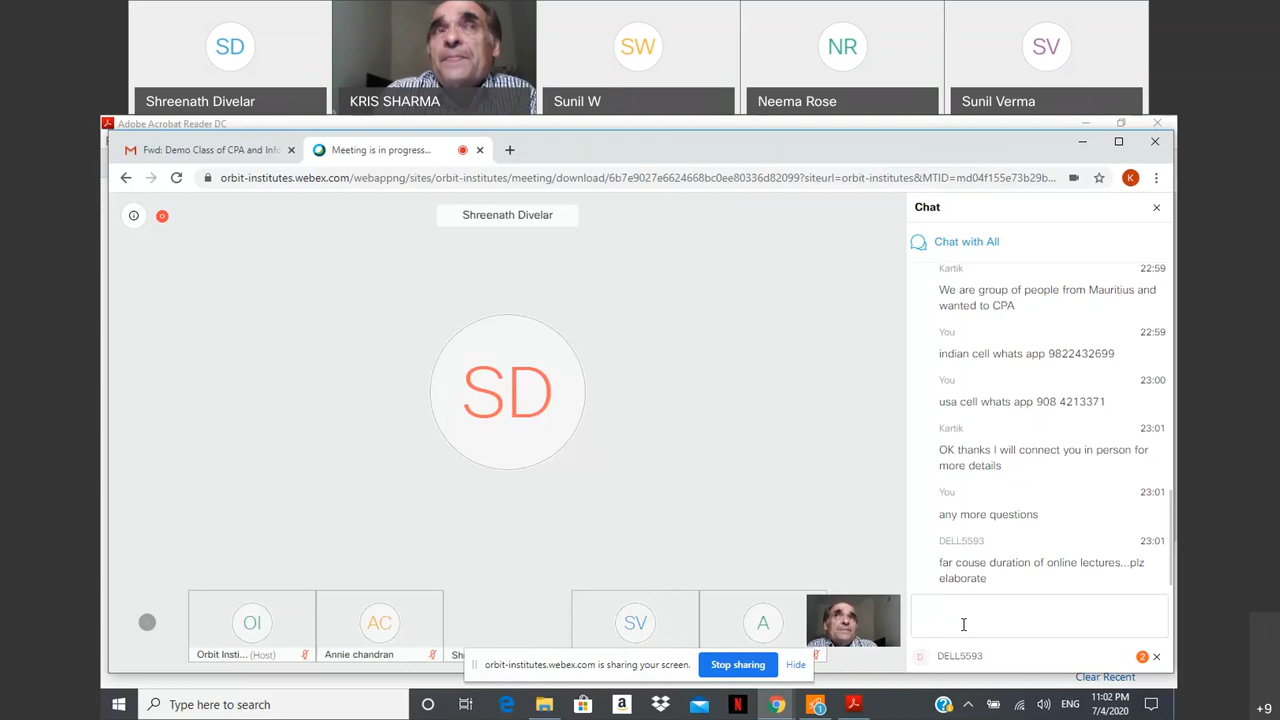 SD
SW
NR
SV
Shreenath Divelar
KRIS SHARMA
Sunil W
Neema Rose
Sunil Verma
Adobe Acrobat Reader DC
Fwd: Demo Class of CPA and Info
Meeting is in progress...
orbit-institutes.webex.com/webappng/sites/orbit-institutes/meeting/download/6b7e9027e6624668bc0ee80336d82099?siteurl=orbit-institutes&MTID=md04f155e73b29b...
K
Shreenath Divelar
Chat
Chat with All
Kartik 22:59
We are group of people from Mauritius and
wanted to CPA
You 22:59
indian cell whats app 9822432699
You 23:00
usa cell whats app 908 4213371
Kartik 23:01
OK thanks I will connect you in person for
more details
You 23:01
any more questions
DELL5593 23:01
far couse duration of online lectures...plz
elaborate
SD
OI
AC
SV
A
Orbit Insti... (Host)
Annie chandran
D DELL5593 2
orbit-institutes.webex.com is sharing your screen.
Stop sharing
Hide
Clear Recent
Type here to search
ENG
11:02 PM
7/4/2020
+9